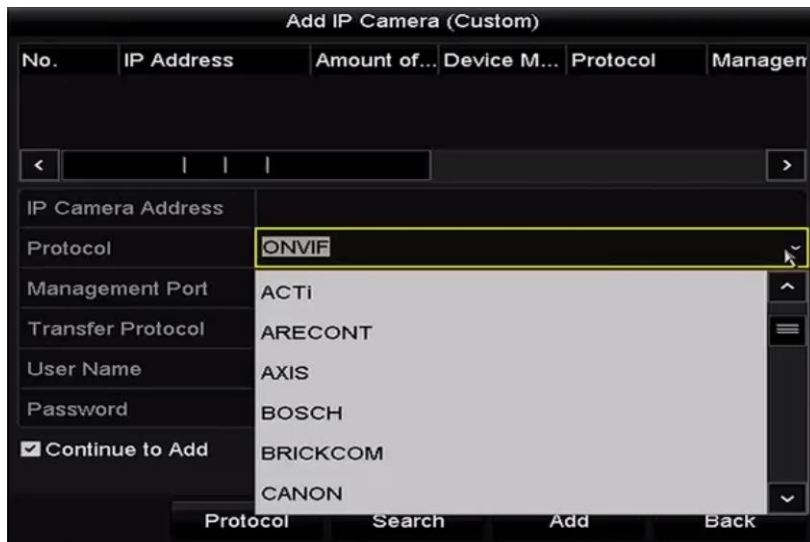 Add IP Camera (Custom)
No. IP Address Amount of... Device M... Protocol Managem
IP Camera Address
Protocol ONVIF
Management Port ACTi
Transfer Protocol ARECONT
User Name AXIS
Password BOSCH
Continue to Add BRICKCOM
CANON
Protocol Search Add Back